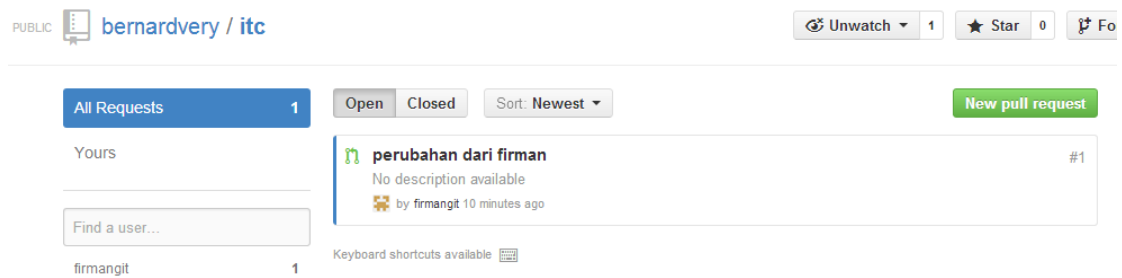 PUBLIC bernardvery / itc Unwatch 1 Star 0 Fo
All Requests 1 Open Closed Sort: Newest New pull request
Yours
perubahan dari firman #1
No description available
by firmangit 10 minutes ago
Find a user...
Keyboard shortcuts available
firmangit 1